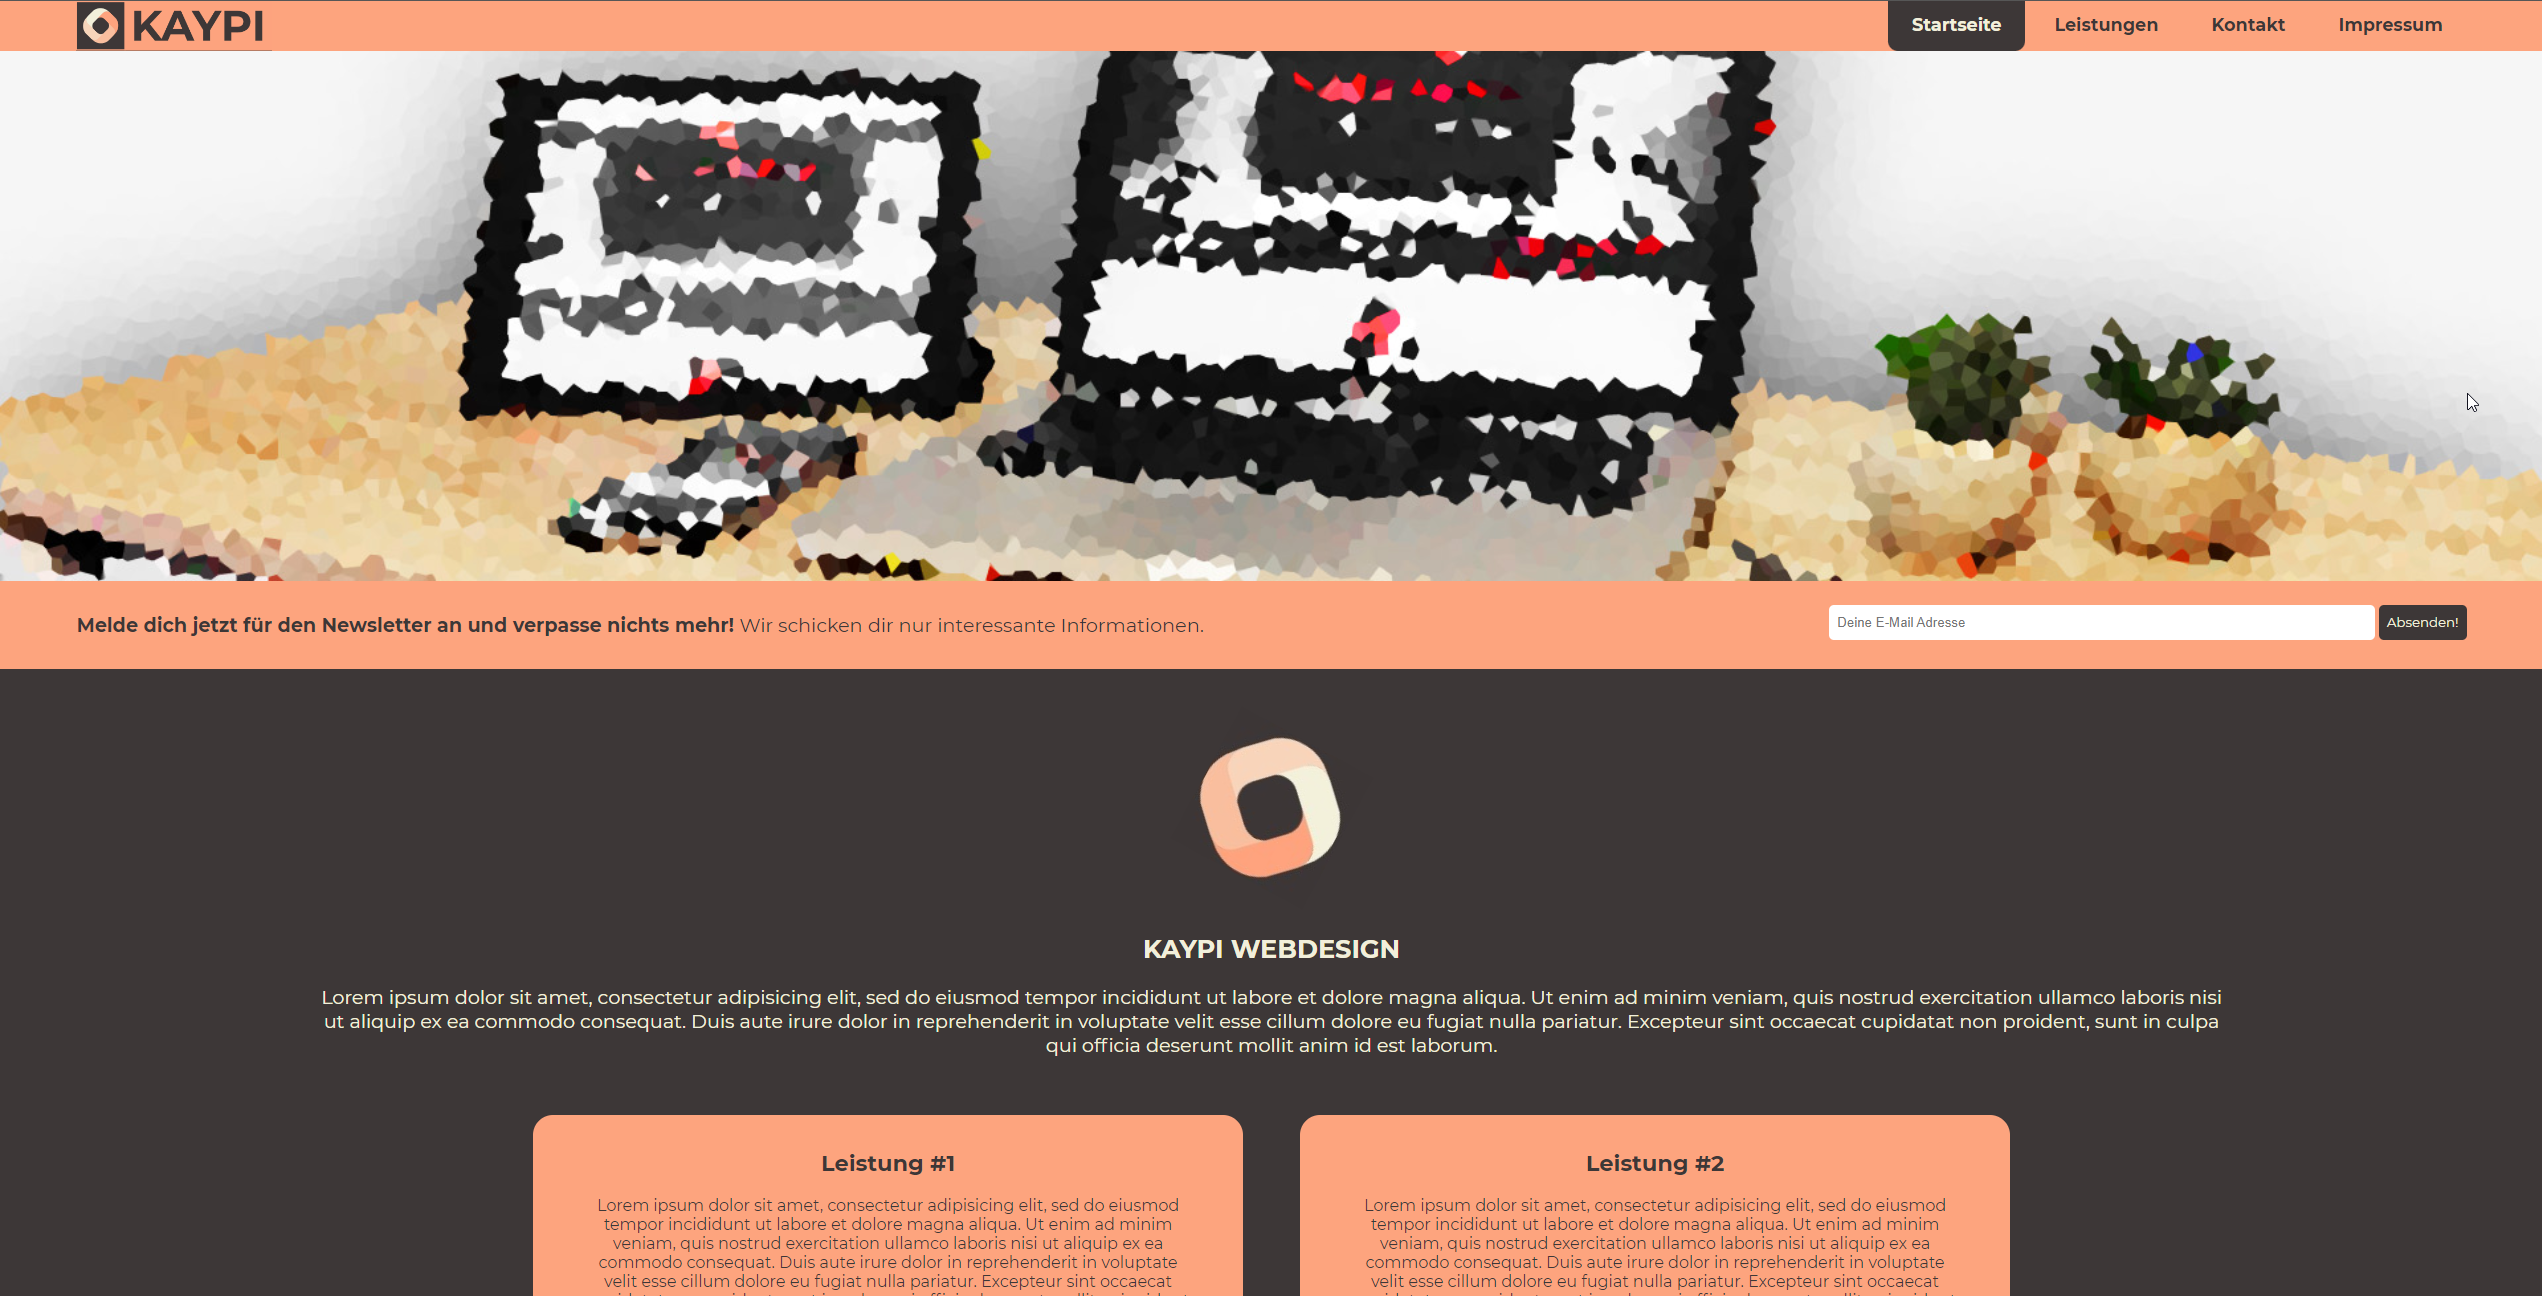 KAYPI
Startseite Leistungen Kontakt Impressum
Melde dich jetzt für den Newsletter an und verpasse nichts mehr! Wir schicken dir nur interessante Informationen.
Deine E-Mail Adresse Absenden!
KAYPI WEBDESIGN
Lorem ipsum dolor sit amet, consectetur adipisicing elit, sed do eiusmod tempor incididunt ut labore et dolore magna aliqua. Ut enim ad minim veniam, quis nostrud exercitation ullamco laboris nisi
ut aliquip ex ea commodo consequat. Duis aute irure dolor in reprehenderit in voluptate velit esse cillum dolore eu fugiat nulla pariatur. Excepteur sint occaecat cupidatat non proident, sunt in culpa
qui officia deserunt mollit anim id est laborum.
Leistung #1
Lorem ipsum dolor sit amet, consectetur adipisicing elit, sed do eiusmod
tempor incididunt ut labore et dolore magna aliqua. Ut enim ad minim
veniam, quis nostrud exercitation ullamco laboris nisi ut aliquip ex ea
commodo consequat. Duis aute irure dolor in reprehenderit in voluptate
velit esse cillum dolore eu fugiat nulla pariatur. Excepteur sint occaecat
Leistung #2
Lorem ipsum dolor sit amet, consectetur adipisicing elit, sed do eiusmod
tempor incididunt ut labore et dolore magna aliqua. Ut enim ad minim
veniam, quis nostrud exercitation ullamco laboris nisi ut aliquip ex ea
commodo consequat. Duis aute irure dolor in reprehenderit in voluptate
velit esse cillum dolore eu fugiat nulla pariatur. Excepteur sint occaecat